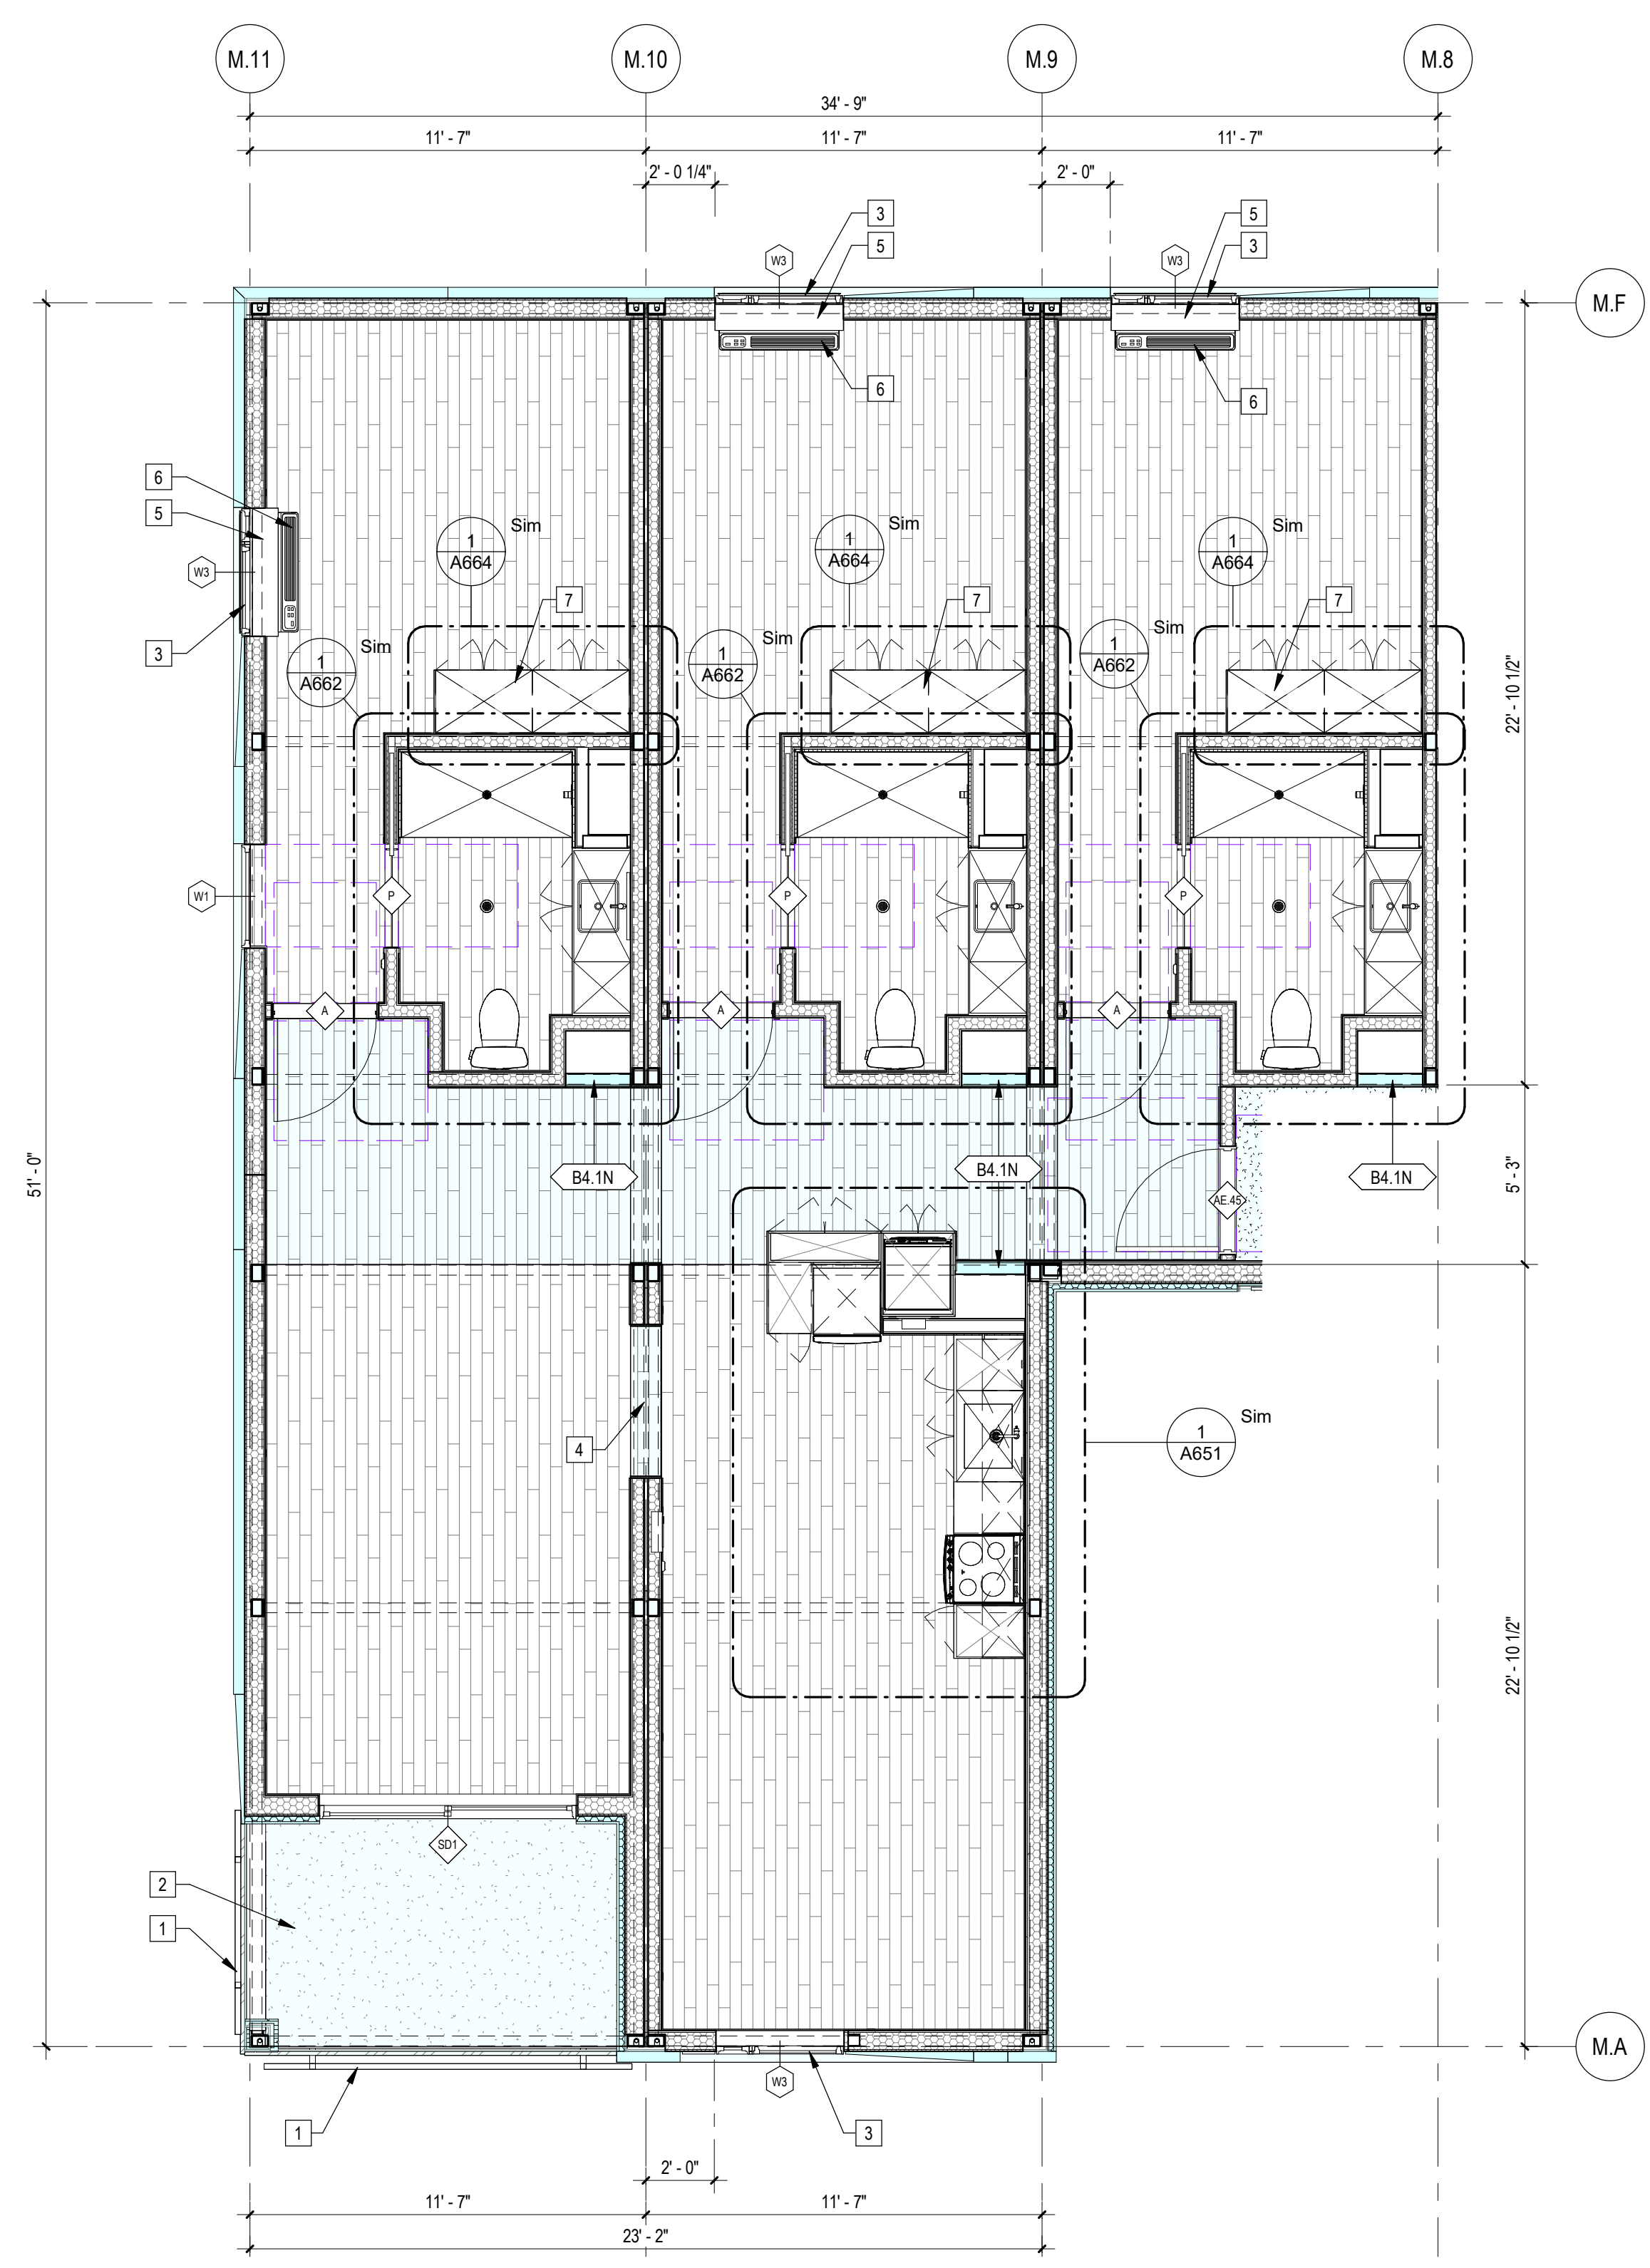 M.11
M.10
M.9
M.8
34' - 9"
11' - 7"
11' - 7"
11' - 7"
2' - 0 1/4"
2' - 0"
3
5
5
3
W3
W3
M.F
6
6
6
5
W3
3
1
A664
Sim
1
A664
Sim
1
A664
Sim
7
7
7
1
A662
Sim
1
A662
Sim
1
A662
Sim
22' - 10 1/2"
W1
P
P
P
A
A
A
51' - 0"
B4.1N
B4.1N
B4.1N
5' - 3"
AE.45
4
1
A651
Sim
22' - 10 1/2"
SD1
2
1
M.A
W3
1
3
2' - 0"
11' - 7"
11' - 7"
23' - 2"